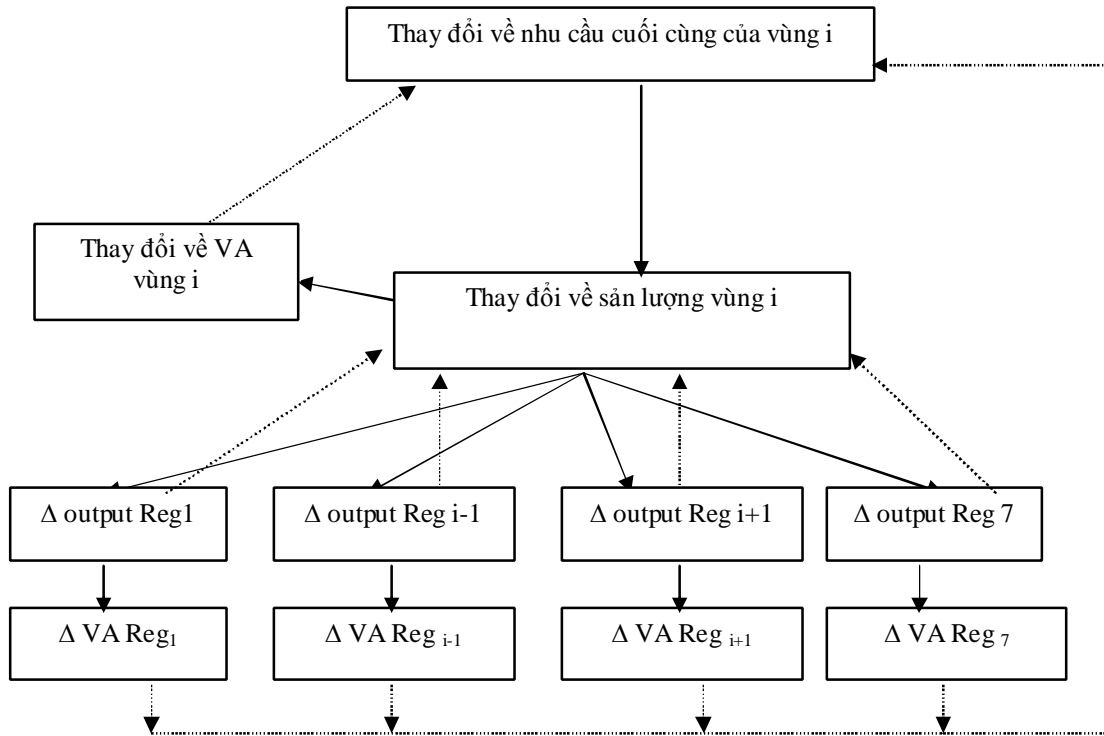 Thay đổi về nhu cầu cuối cùng của vùng i
Thay đổi về VA
vùng i
Thay đổi về sản lượng vùng i
Δ output Reg1
Δ output Reg i-1
Δ output Reg i+1
Δ output Reg 7
Δ VA Reg₁
Δ VA Reg i-1
Δ VA Reg i+1
Δ VA Reg 7